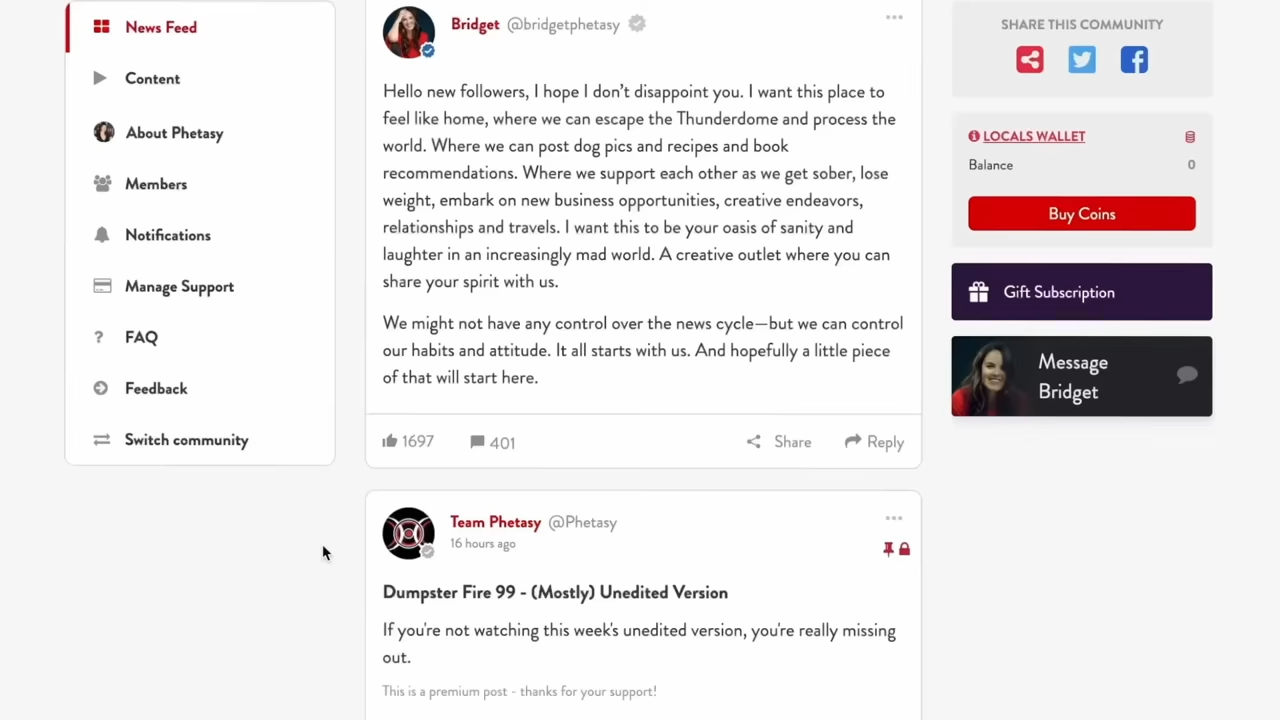 News Feed
Content
About Phetasy
Members
Notifications
Manage Support
? FAQ
Feedback
Switch community
Bridget @bridgetphetasy
Hello new followers, I hope I don't disappoint you. I want this place to
feel like home, where we can escape the Thunderdome and process the
world. Where we can post dog pics and recipes and book
recommendations. Where we support each other as we get sober, lose
weight, embark on new business opportunities, creative endeavors,
relationships and travels. I want this to be your oasis of sanity and
laughter in an increasingly mad world. A creative outlet where you can
share your spirit with us.
We might not have any control over the news cycle—but we can control
our habits and attitude. It all starts with us. And hopefully a little piece
of that will start here.
1697 401 Share Reply
Team Phetasy @Phetasy
16 hours ago
Dumpster Fire 99 - (Mostly) Unedited Version
If you're not watching this week's unedited version, you're really missing
out.
This is a premium post - thanks for your support!
SHARE THIS COMMUNITY
LOCALS WALLET
Balance 0
Buy Coins
Gift Subscription
Message
Bridget